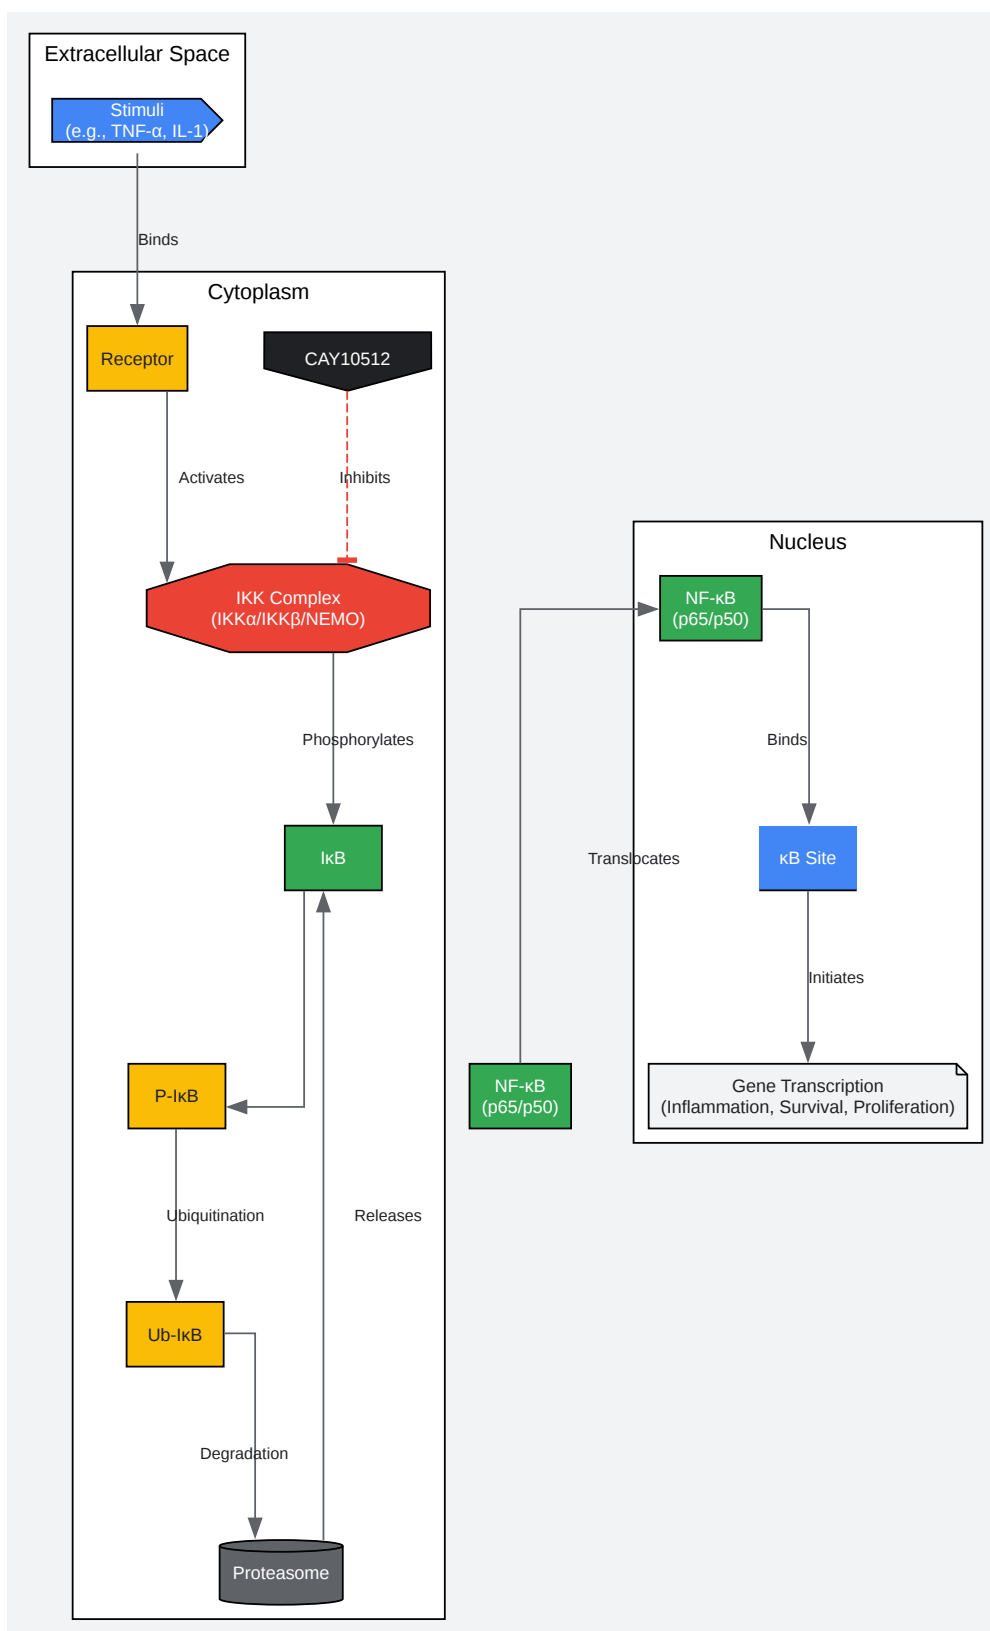 Extracellular Space
Stimuli
(e.g., TNF-α, IL-1)
Binds
Cytoplasm
Receptor
CAY10512
Activates
Inhibits
IKK Complex
(IKKα/IKKβ/NEMO)
Phosphorylates
IκB
P-IκB
Ubiquitination
Releases
Ub-IκB
Degradation
Proteasome
NF-κB
(p65/p50)
Translocates
Nucleus
NF-κB
(p65/p50)
Binds
κB Site
Initiates
Gene Transcription
(Inflammation, Survival, Proliferation)